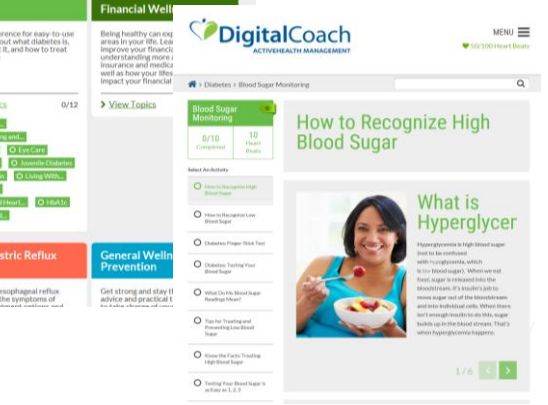 Financial Well
erence for easy-to-use
out what diabetes is,
t it, and how to treat
0/12
Eye Care
Juvenile Diabetes
Living With...
Heart...
HbA1c
Being healthy can exp
areas in your life. Lea
improve your financi
understanding more a
insurance and medica
well as how your lifes
impact your financial
View Topics
stric Reflux
esophageal reflux
the symptoms of
General Welln
Prevention
Get strong and stay t
advice and practical t
DigitalCoach
ACTIVEHEALTH MANAGEMENT
MENU
50/100 Heart Beats
> Diabetes > Blood Sugar Monitoring
Blood Sugar
Monitoring
0/10
Completed
10
Heart
Beats
Select An Activity
How to Recognize High
Blood Sugar
How to Recognize Low
Blood Sugar
Diabetes: Finger Stick Test
Diabetes: Testing Your
Blood Sugar
What Do My Blood Sugar
Readings Mean?
Tips for Treating and
Preventing Low Blood
Sugar
Know the Facts: Treating
High Blood Sugar
Testing Your Blood Sugar is
as Easy as 1, 2, 3
How to Recognize High
Blood Sugar
What is
Hyperglycer
Hyperglycemia is high blood sugar
(not to be confused
with hypoglycemia, which
is low blood sugar). When we eat
food, sugar is released into the
bloodstream. It's insulin's job to
move sugar out of the bloodstream
and into individual cells. When there
isn't enough insulin to do this, sugar
builds up in the blood stream. That's
when hyperglycemia happens.
1/6